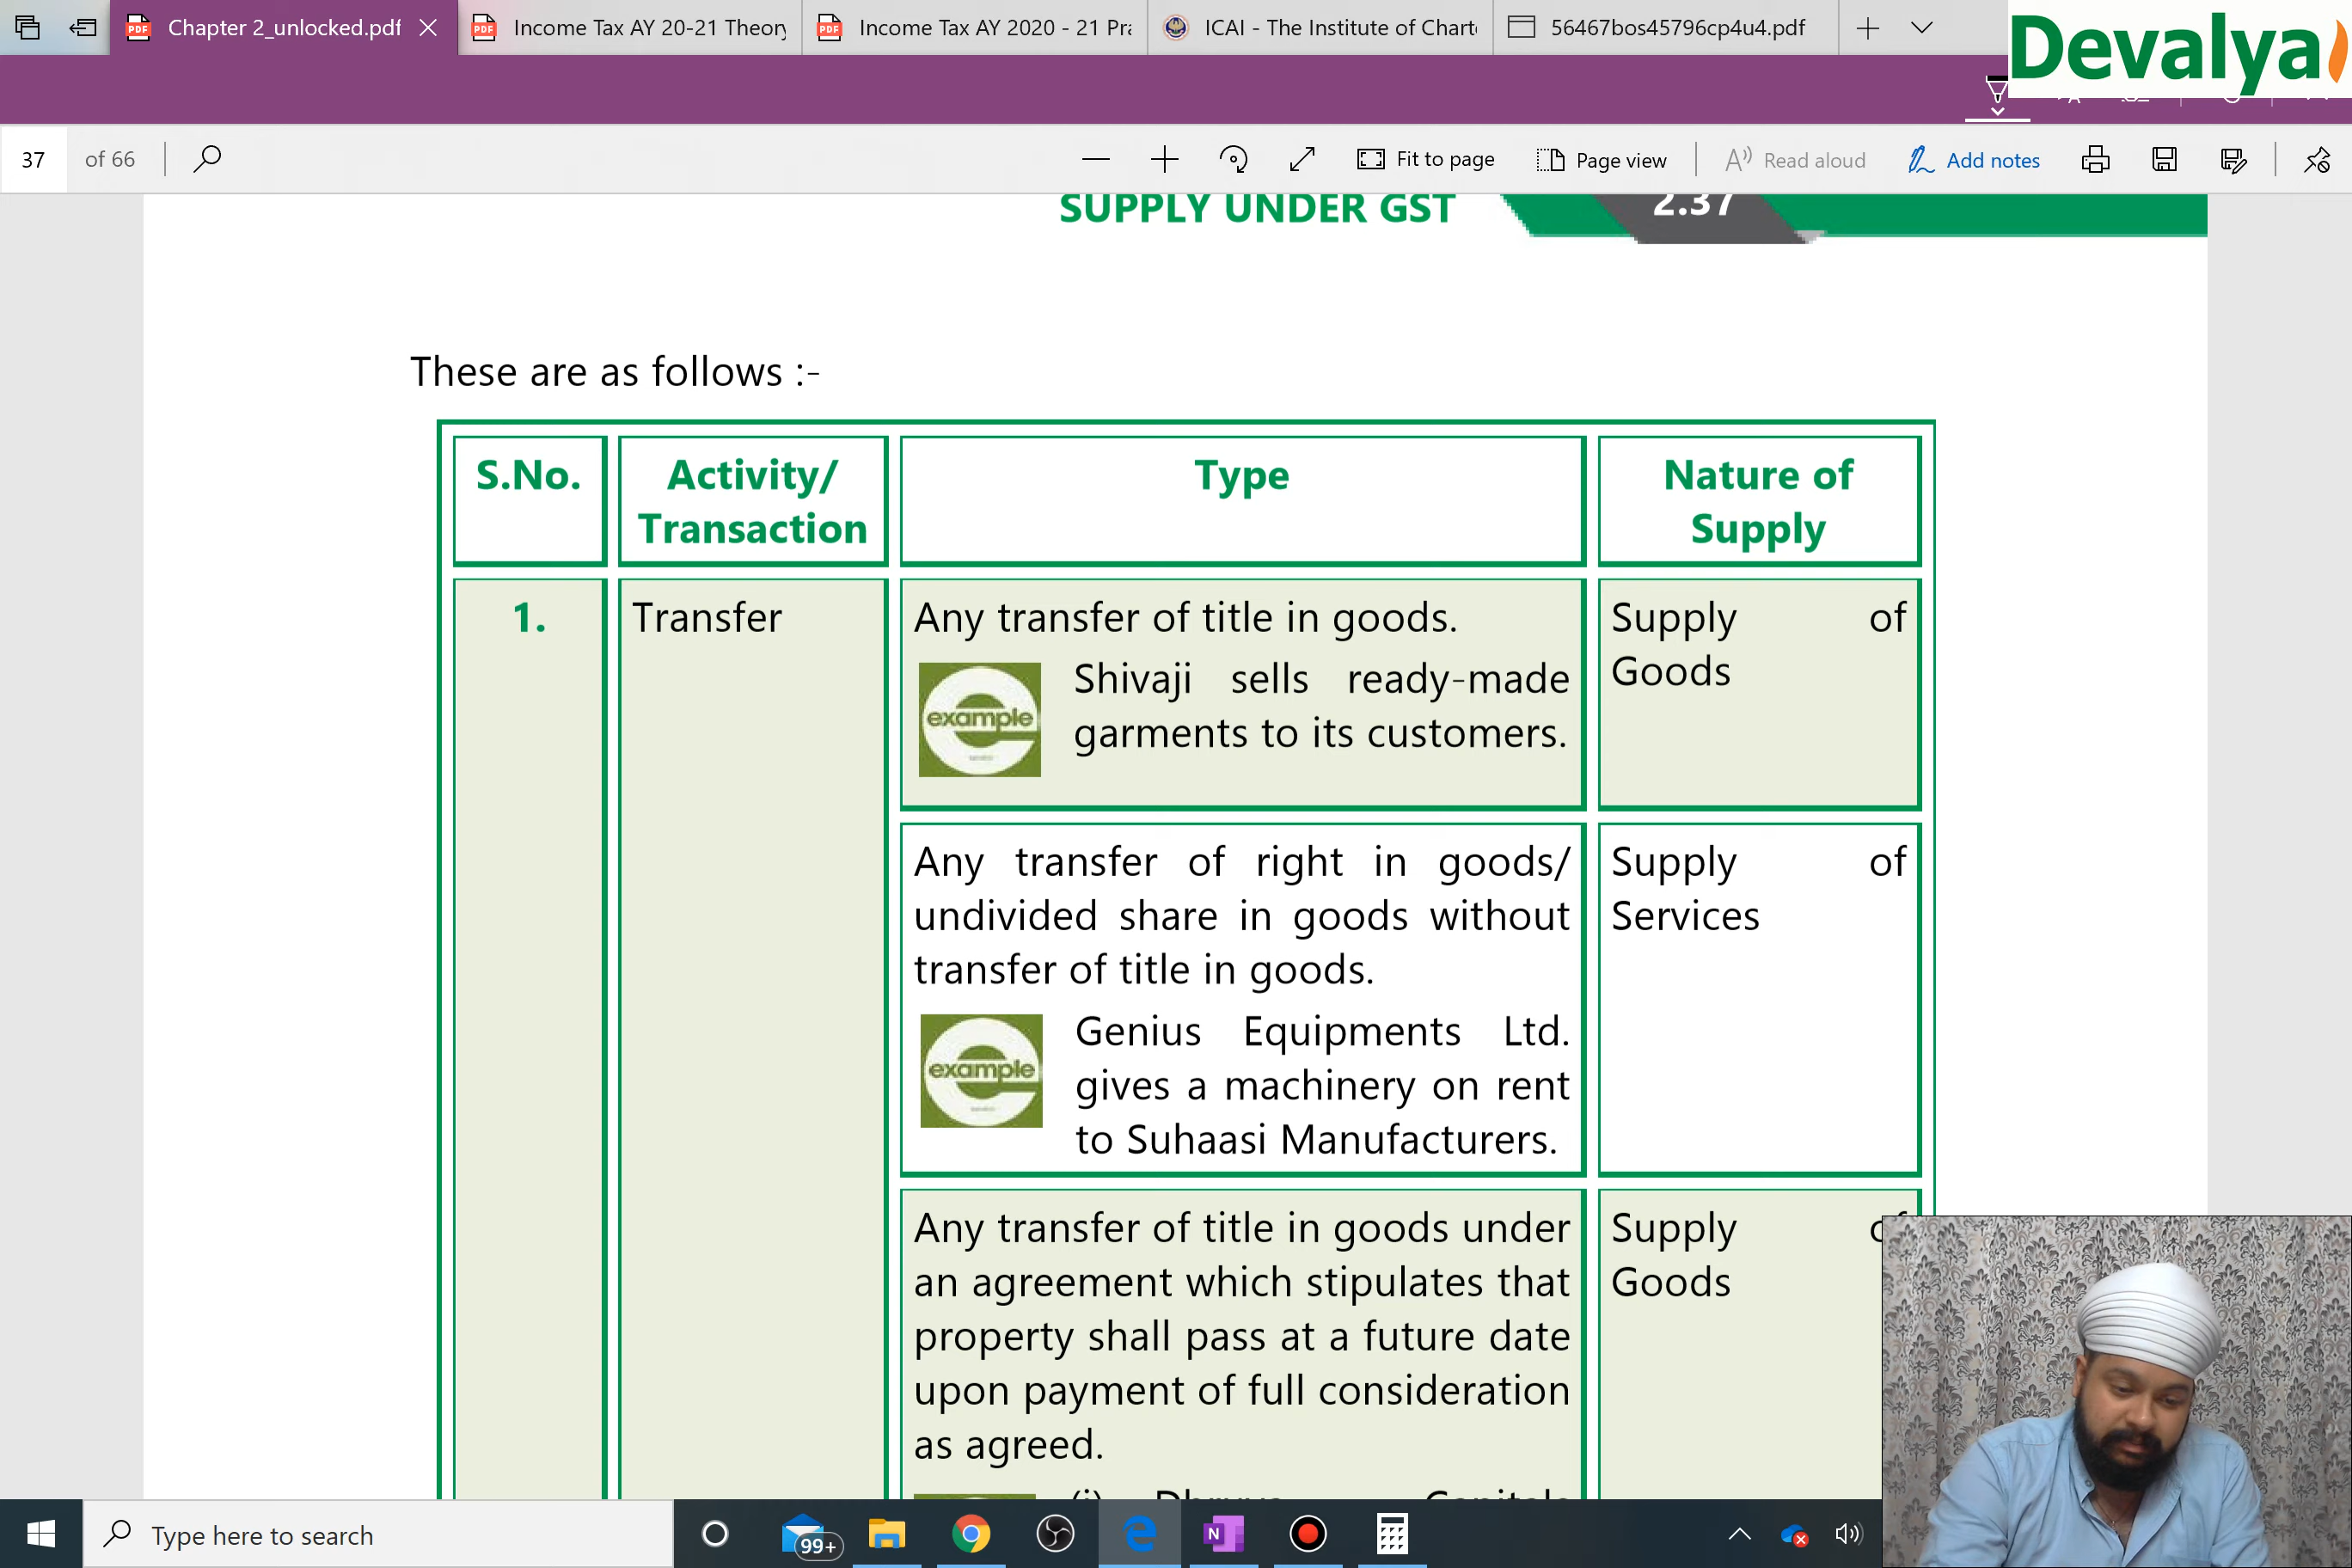 Chapter 2_unlocked.pdf
Income Tax AY 20-21 Theory
Income Tax AY 2020 - 21 Pra
ICAI - The Institute of Charte
56467bos45796cp4u4.pdf
Devalya
37 of 66
Fit to page
Page view
Read aloud
Add notes
SUPPLY UNDER GST
2.37
These are as follows :-
S.No.
Activity/
Transaction
Type
Nature of
Supply
1.
Transfer
Any transfer of title in goods.
example
Shivaji sells ready-made
garments to its customers.
Supply of
Goods
Any transfer of right in goods/
undivided share in goods without
transfer of title in goods.
example
Genius Equipments Ltd.
gives a machinery on rent
to Suhaasi Manufacturers.
Supply of
Services
Any transfer of title in goods under
an agreement which stipulates that
property shall pass at a future date
upon payment of full consideration
as agreed.
Supply of
Goods
Type here to search
99+
N